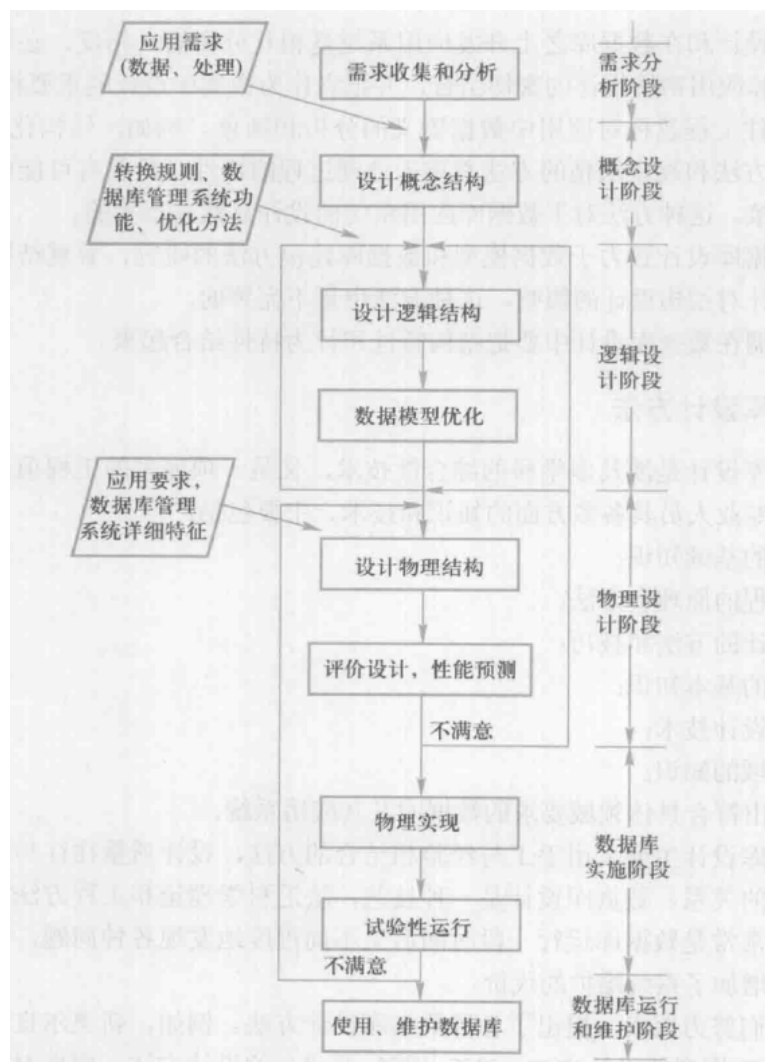 应用需求
(数据、处理)
需求收集和分析
需求分
析阶段
转换规则、数
据库管理系统功
能、优化方法
设计概念结构
概念设
计阶段
设计逻辑结构
逻辑设
计阶段
数据模型优化
应用要求,
数据库管理
系统详细特征
设计物理结构
物理设
计阶段
评价设计,性能预测
不满意
物理实现
数据库
实施阶段
试验性运行
不满意
使用、维护数据库
数据库运行
和维护阶段